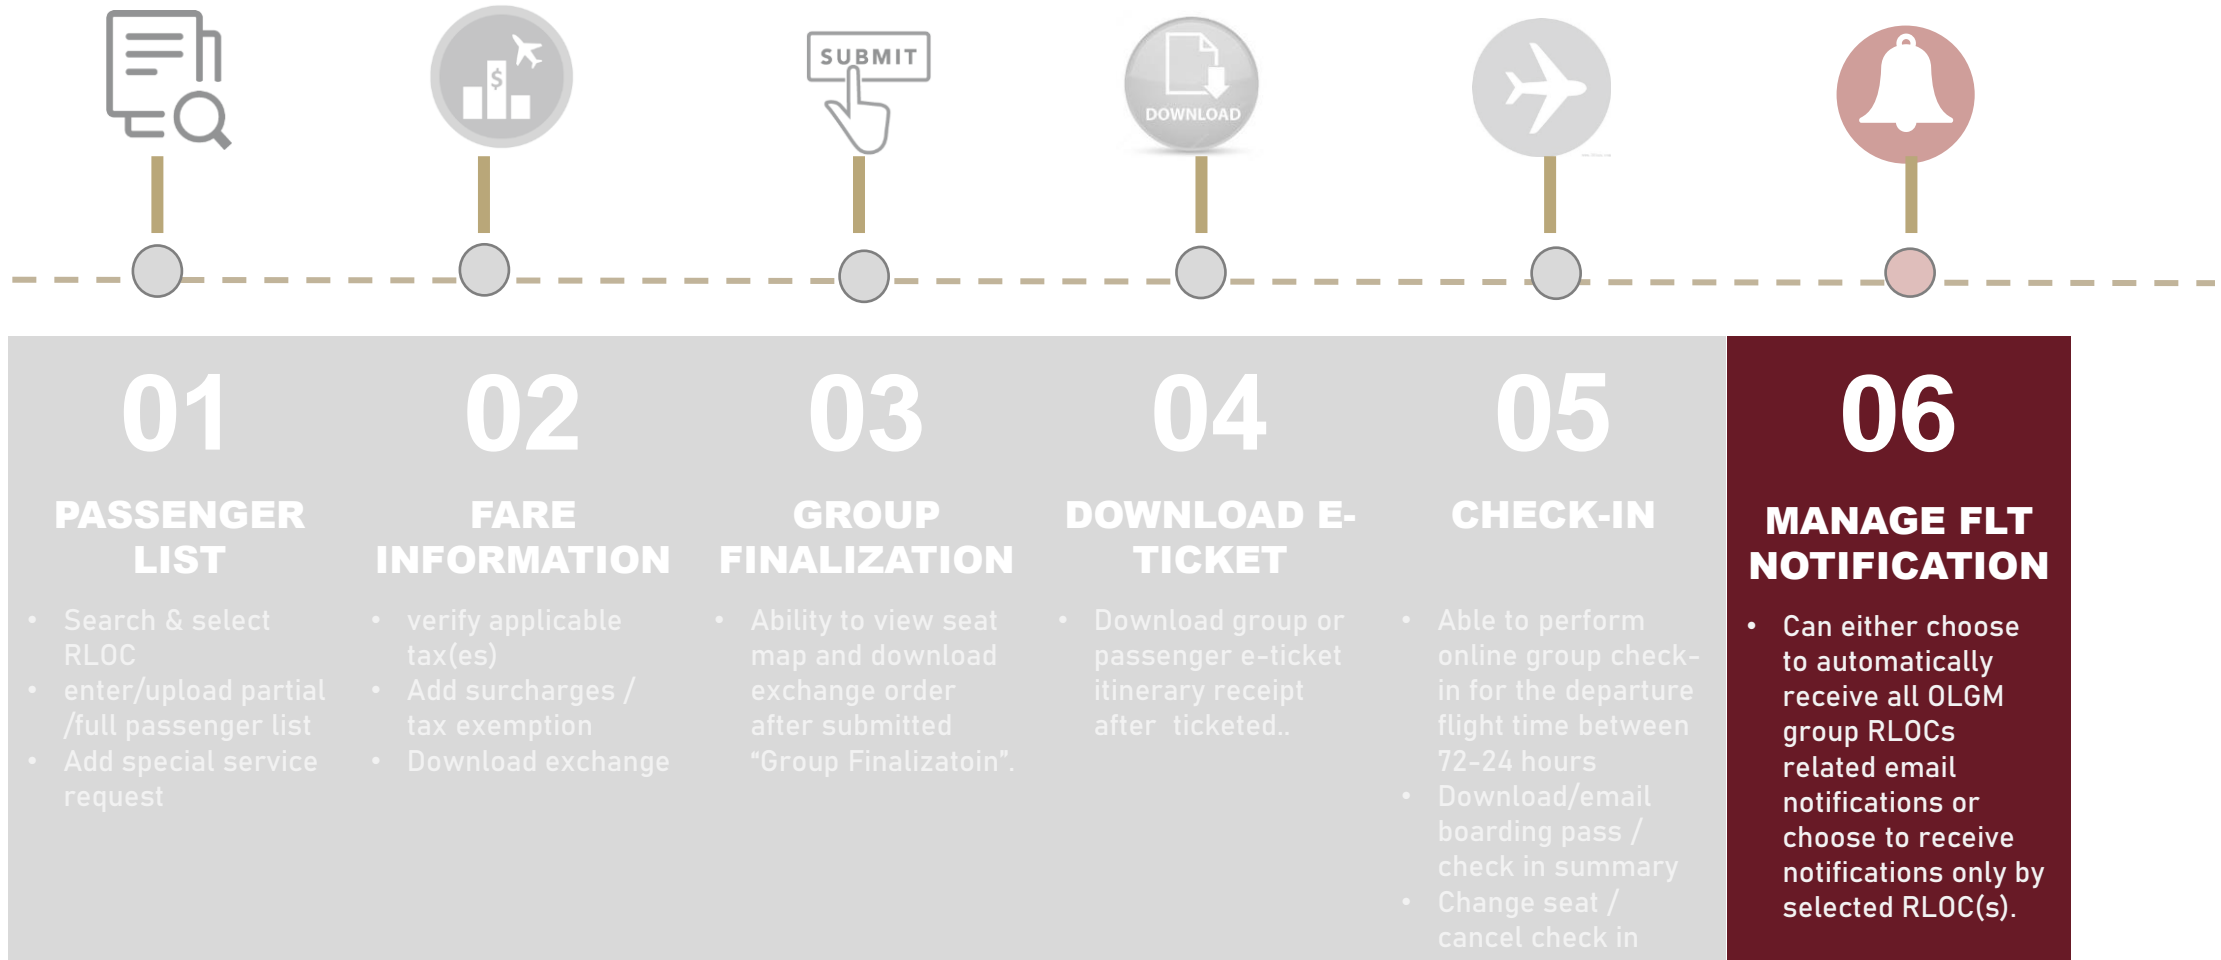 SUBMIT
$
DOWNLOAD
01
PASSENGER
LIST
• Search & select
RLOC
• enter/upload partial
/full passenger list
• Add special service
request
02
FARE
INFORMATION
• verify applicable
tax(es)
• Add surcharges /
tax exemption
• Download exchange
03
GROUP
FINALIZATION
• Ability to view seat
map and download
exchange order
after submitted
“Group Finalizatoin”.
04
DOWNLOAD E-
TICKET
• Download group or
passenger e-ticket
itinerary receipt
after  ticketed..
05
CHECK-IN
• Able to perform
online group check-
in for the departure
flight time between
72-24 hours
• Download/email
boarding pass /
check in summary
• Change seat /
cancel check in
06
MANAGE FLT
NOTIFICATION
• Can either choose
to automatically
receive all OLGM
group RLOCs
related email
notifications or
choose to receive
notifications only by
selected RLOC(s).